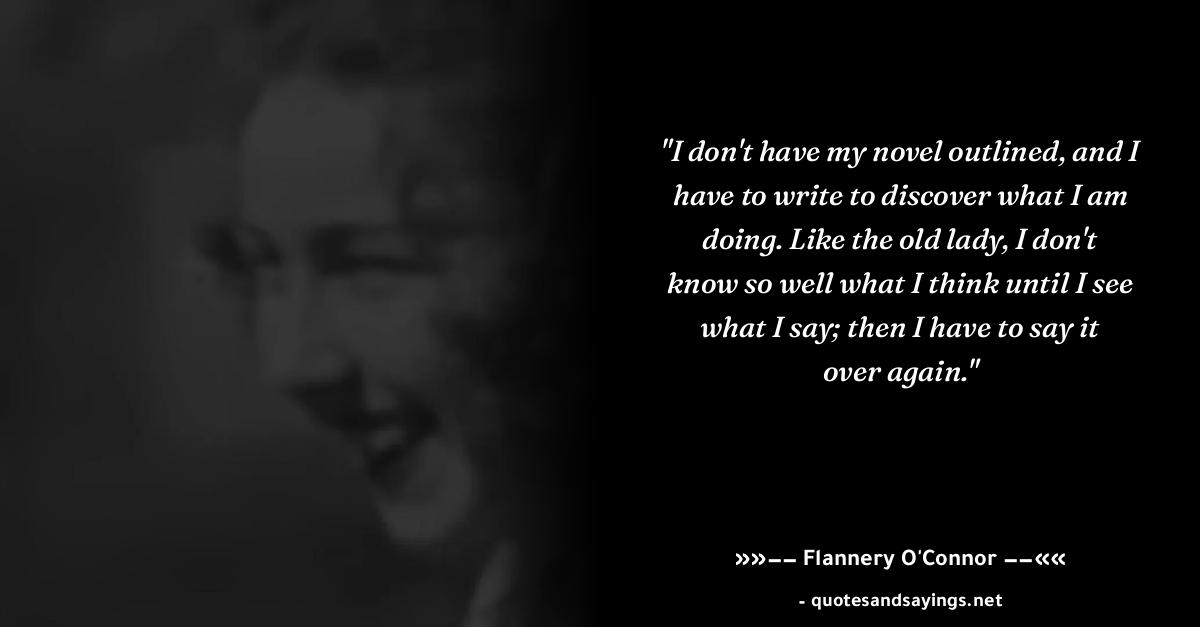 "I don't have my novel outlined, and I
have to write to discover what I am
doing. Like the old lady, I don't
know so well what I think until I see
what I say; then I have to say it
over again."
»»−− Flannery O'Connor −−««
- quotesandsayings.net